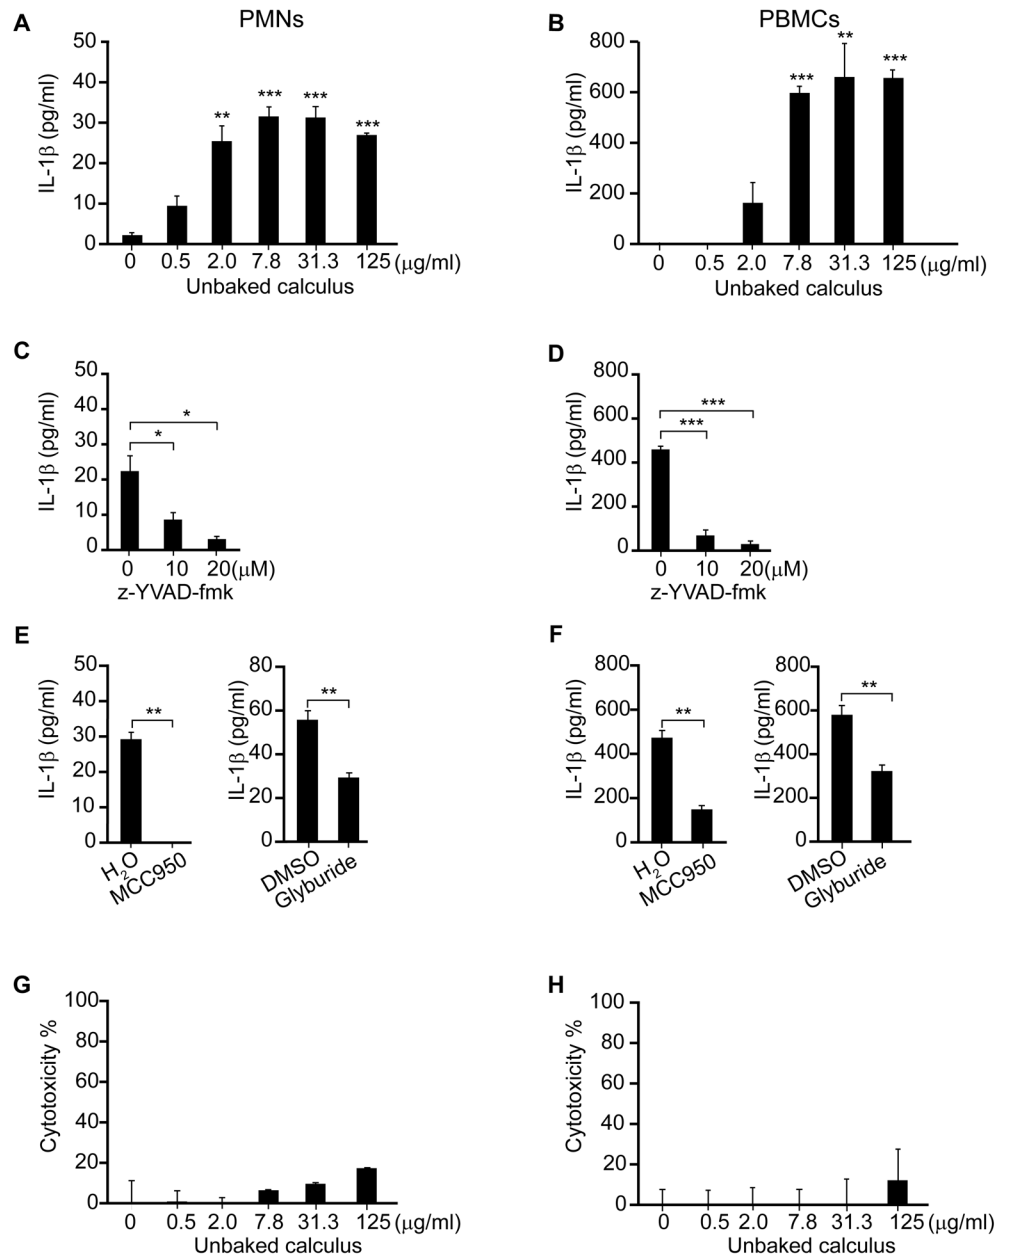 A
PMNs
IL-1β (pg/ml)
50
40
30
20
10
0
** *** *** ***
0 0.5 2.0 7.8 31.3 125 (μg/ml)
Unbaked calculus
B
PBMCs
IL-1β (pg/ml)
800
600
400
200
0
*** ** ***
0 0.5 2.0 7.8 31.3 125 (μg/ml)
Unbaked calculus
C
IL-1β (pg/ml)
50
40
30
20
10
0
*
*
0 10 20(μM)
z-YVAD-fmk
D
IL-1β (pg/ml)
800
600
400
200
0
***
***
0 10 20(μM)
z-YVAD-fmk
E
IL-1β (pg/ml)
50
40
30
20
10
0
**
H₂O
MCC950
IL-1β (pg/ml)
80
60
40
20
0
**
DMSO
Glyburide
F
IL-1β (pg/ml)
800
600
400
200
0
**
H₂O
MCC950
IL-1β (pg/ml)
800
600
400
200
0
**
DMSO
Glyburide
G
Cytotoxicity %
100
80
60
40
20
0
0 0.5 2.0 7.8 31.3 125 (μg/ml)
Unbaked calculus
H
Cytotoxicity %
100
80
60
40
20
0
0 0.5 2.0 7.8 31.3 125 (μg/ml)
Unbaked calculus